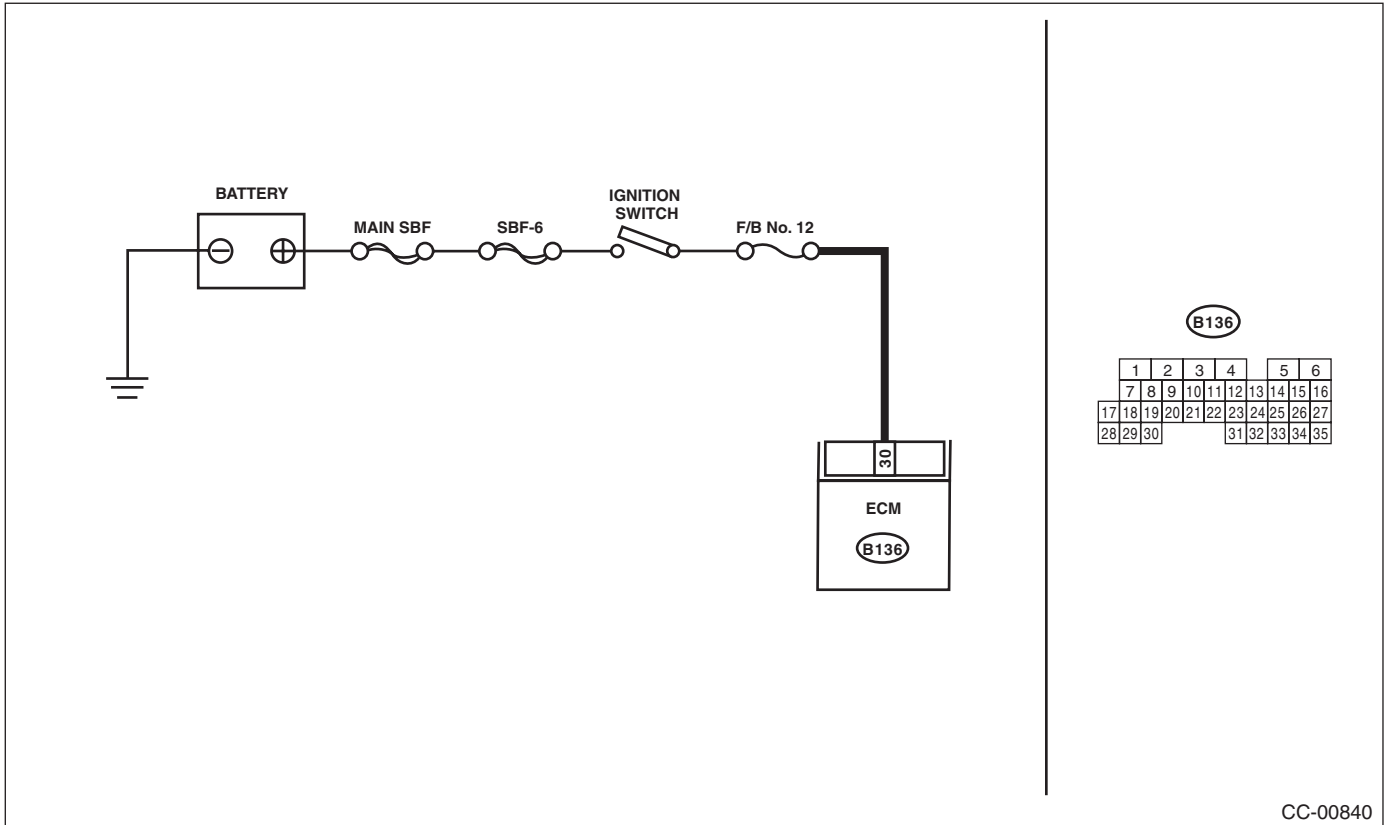 BATTERY
MAIN SBF
SBF-6
IGNITION
SWITCH
F/B No. 12
30
ECM
B136
B136
1 2 3 4 5 6
7 8 9 10 11 12 13 14 15 16
17 18 19 20 21 22 23 24 25 26 27
28 29 30 31 32 33 34 35
CC-00840